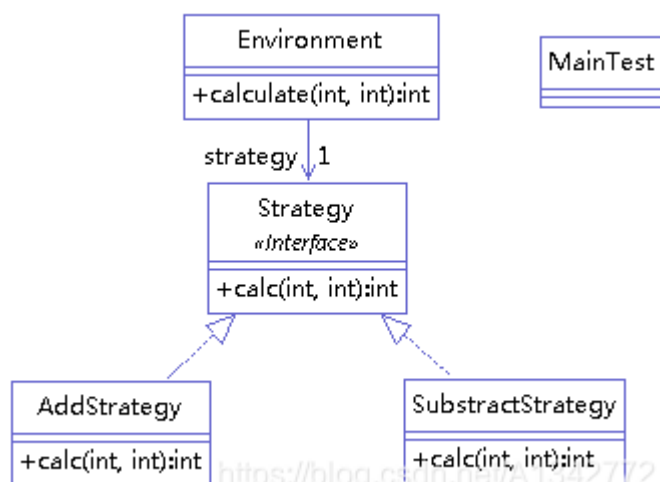 Environment
+calculate(int, int):int
MainTest
strategy 1
Strategy
«Interface»
+calc(int, int):int
AddStrategy
+calc(int, int):int
SubstractStrategy
+calc(int, int):int
https://blog.csdn.net/A1342772